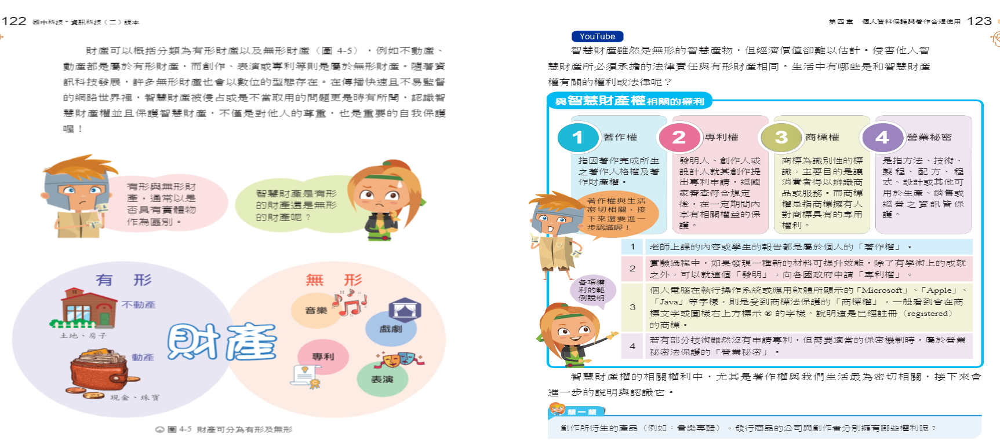 122 國中科技-資訊科技(二)課本
財產可以概括分類為有形財產以及無形財產(圖 4-5),例如不動產、
動產都是屬於有形財產,而創作、表演或專利等則是屬於無形財產。隨著資
訊科技發展,許多無形財產也會以數位的型態存在。在傳播快速且不易監督
的網路世界裡,智慧財產被侵占或是不當取用的問題更是時有所聞,認識智
慧財產權並且保護智慧財產,不僅是對他人的尊重,也是重要的自我保護
喔!
有形與無形財
產,通常以是
否具有實體物
作為區別。
智慧財產是有形
的財產還是無形
的財產呢?
有 形
不動產
土地、房子
動產
現金、珠寶
財產
無 形
音樂
戲劇
專利
表演
圖 4-5 財產可分為有形及無形
第四章 個人資料保護與著作合理使用 123
YouTube
智慧財產雖然是無形的智慧產物,但經濟價值卻難以估計。侵害他人智
慧財產所必須承擔的法律責任與有形財產相同。生活中有哪些是和智慧財產
權有關的權利或法律呢?
與智慧財產權相關的權利
1 著作權
指因著作完成所生
之著作人格權及著
作財產權。
2 專利權
發明人、創作人或
設計人就其創作提
出專利申請,經國
家審查符合規定
後,在一定期間內
享有相關權益的保
護。
3 商標權
商標為識別性的標
識,主要目的是讓
消費者得以辨識商
品或服務。而商標
權是指商標擁有人
對商標具有的專用
權利。
4 營業秘密
是指方法、技術、
製程、配方、程
式、設計或其他可
用於生產、銷售或
經營之資訊皆保
護。
著作權與生活
密切相關,接
下來還要進一
步認識喔!
各項權
利的範
例說明
1 老師上課的內容或學生的報告都是屬於個人的「著作權」。
2 實驗過程中,如果發現一種新的材料可提升效能,除了有學術上的成就
之外,可以就這個「發明」,向各國政府申請「專利權」。
3 個人電腦在執行操作系統或應用軟體所顯示的「Microsoft」、「Apple」、
「Java」等字樣,則是受到商標法保護的「商標權」,一般看到會在商
標文字或圖樣右上方標示 ® 的字樣,說明這是已經註冊(registered)
的商標。
4 若有部分技術雖然沒有申請專利,但需要適當的保密機制時,屬於營業
秘密法保護的「營業秘密」。
智慧財產權的相關權利中,尤其是著作權與我們生活最為密切相關,接下來會
進一步的說明與認識它。
想一想
創作所衍生的產品(例如:音樂專輯),發行商品的公司與創作者分別擁有哪些權利呢?